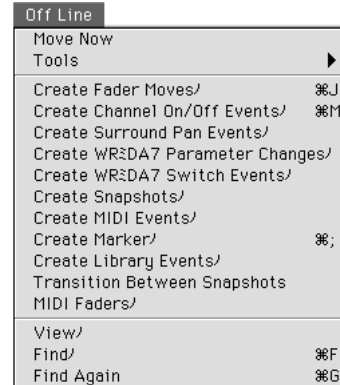 Off Line
Move Now
Tools
Create Fader Moves/ ⌘J
Create Channel On/Off Events/ ⌘M
Create Surround Pan Events/
Create WR⍰DA7 Parameter Changes/
Create WR⍰DA7 Switch Events/
Create Snapshots/
Create MIDI Events/
Create Marker/ ⌘;
Create Library Events/
Transition Between Snapshots
MIDI Faders/
View/
Find/ ⌘F
Find Again ⌘G